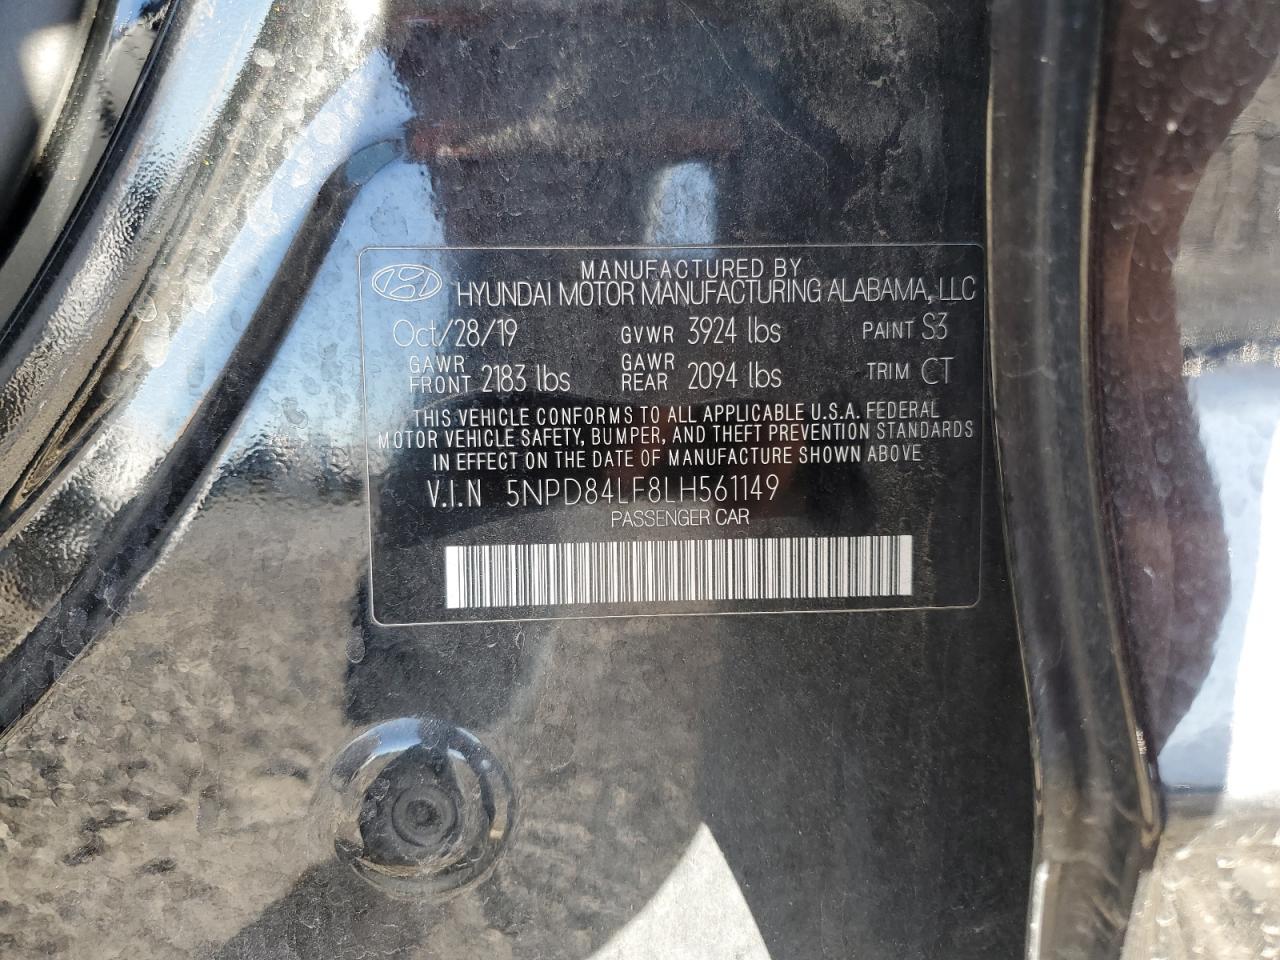 MANUFACTURED BY
HYUNDAI MOTOR MANUFACTURING ALABAMA, LLC
Oct/28/19 GVWR 3924 lbs PAINT S3
GAWR FRONT 2183 lbs GAWR REAR 2094 lbs TRIM CT
THIS VEHICLE CONFORMS TO ALL APPLICABLE U.S.A. FEDERAL
MOTOR VEHICLE SAFETY, BUMPER, AND THEFT PREVENTION STANDARDS
IN EFFECT ON THE DATE OF MANUFACTURE SHOWN ABOVE
V.I.N 5NPD84LF8LH561149
PASSENGER CAR